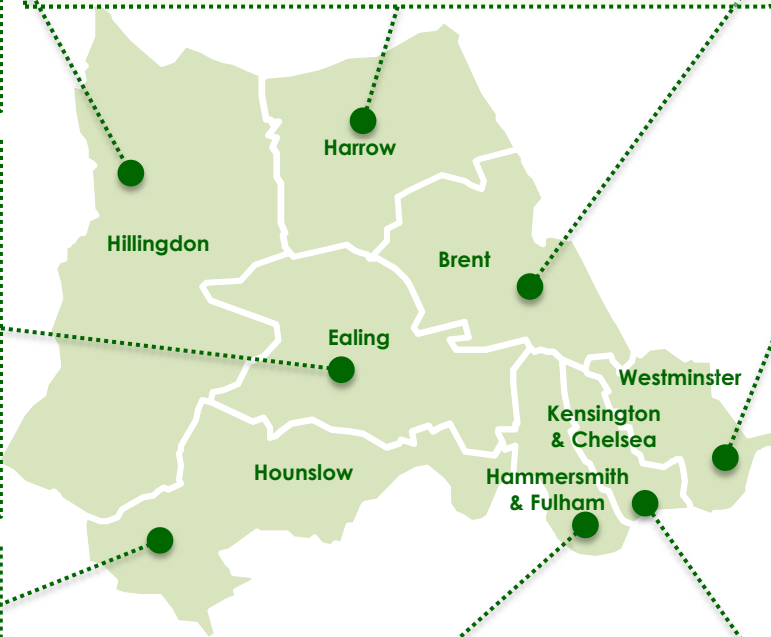 Harrow
Hillingdon
Brent
Ealing
Westminster
Kensington
& Chelsea
Hounslow
Hammersmith
& Fulham